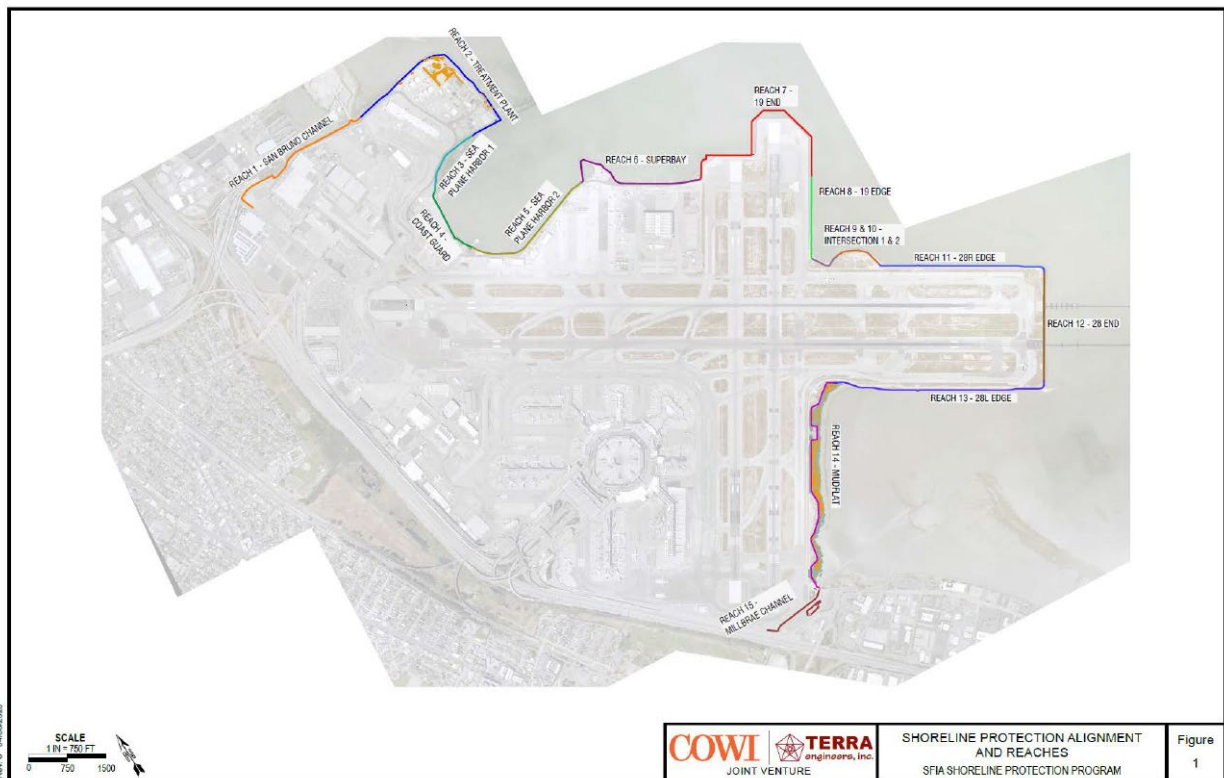 REACH 1 - SAN BRUNO CHANNEL
REACH 2 - TREATMENT PLANT
REACH 3 - SEA
PLANE HARBOR 1
REACH 4 -
COAST GUARD
REACH 5 - SEA
PLANE HARBOR 2
REACH 6 - SUPERBAY
REACH 7 -
19 END
REACH 8 - 19 EDGE
REACH 9 & 10 -
INTERSECTION 1 & 2
REACH 11 - 28R EDGE
REACH 12 - 28 END
REACH 13 - 28L EDGE
REACH 14 - MUDFLAT
REACH 15 -
MILLBRAE CHANNEL
SCALE
1 IN = 750 FT
0 750 1500
COWI
TERRA
engineers, inc.
JOINT VENTURE
SHORELINE PROTECTION ALIGNMENT
AND REACHES
SFIA SHORELINE PROTECTION PROGRAM
Figure
1